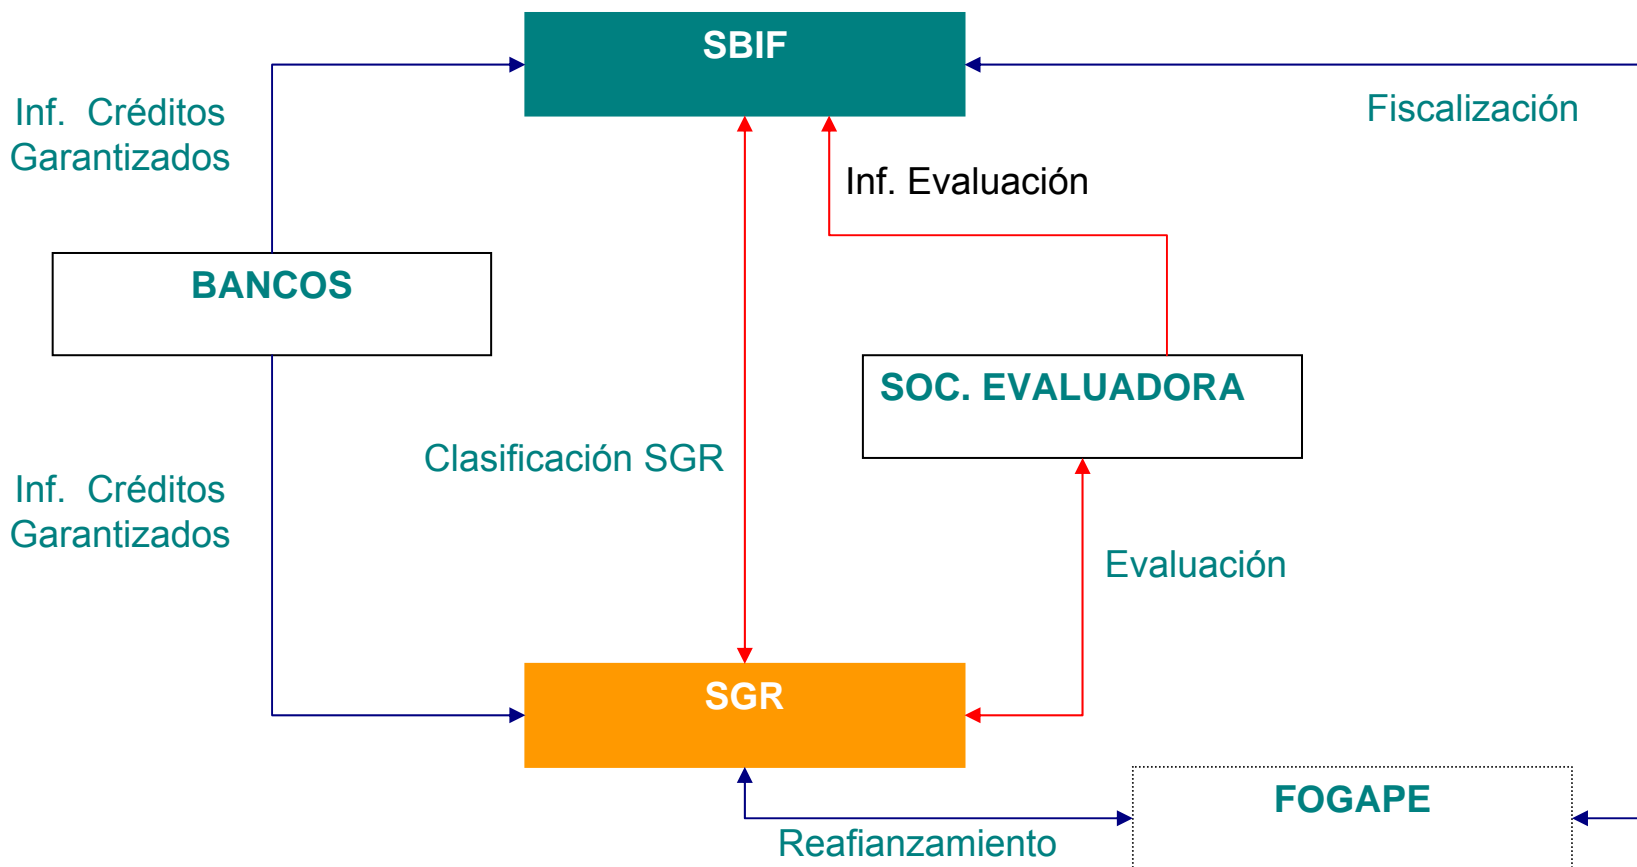 SBIF
Inf. Créditos
Garantizados
Fiscalización
Inf. Evaluación
BANCOS
SOC. EVALUADORA
Clasificación SGR
Inf. Créditos
Garantizados
Evaluación
SGR
FOGAPE
Reafianzamiento